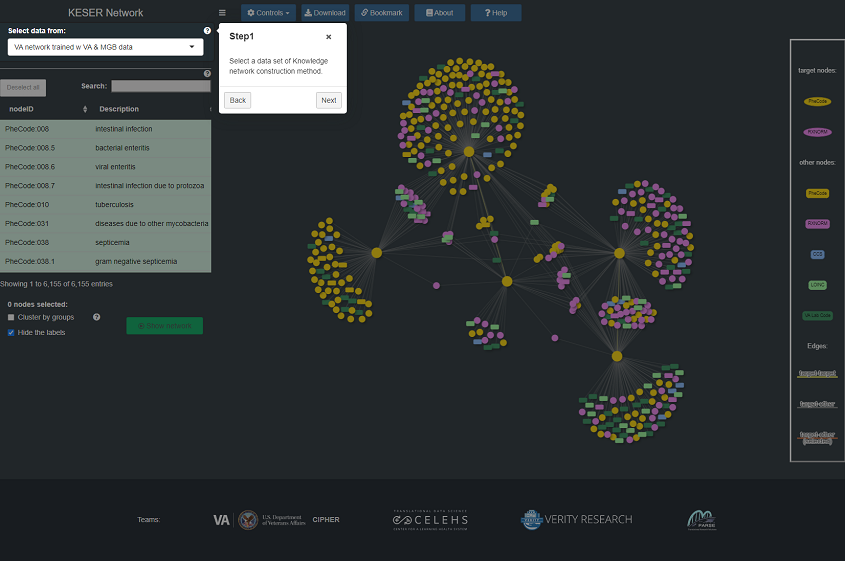 KESER Network
Controls
Download
Bookmark
About
? Help
Select data from:
?
VA network trained w VA & MGB data
Step1
×
Select a data set of Knowledge
network construction method.
Back
Next
?
Deselect all
Search:
nodeID
Description
PheCode:008
intestinal infection
PheCode:008.5
bacterial enteritis
PheCode:008.6
viral enteritis
PheCode:008.7
intestinal infection due to protozoa
PheCode:010
tuberculosis
PheCode:031
diseases due to other mycobacteria
PheCode:038
septicemia
PheCode:038.1
gram negative septicemia
Showing 1 to 6,155 of 6,155 entries
0 nodes selected:
Cluster by groups
?
Hide the labels
Show network
target nodes:
PheCode
RXNORM
other nodes:
PheCode
RXNORM
CCS
LOINC
VA Lab Code
Edges:
target-target
target-other
target-other
(selected)
Teams:
VA
U.S. Department
of Veterans Affairs
CIPHER
TRANSLATIONAL DATA SCIENCE
CELEHS
CENTER FOR A LEARNING HEALTH SYSTEM
VERITY RESEARCH
PARSE